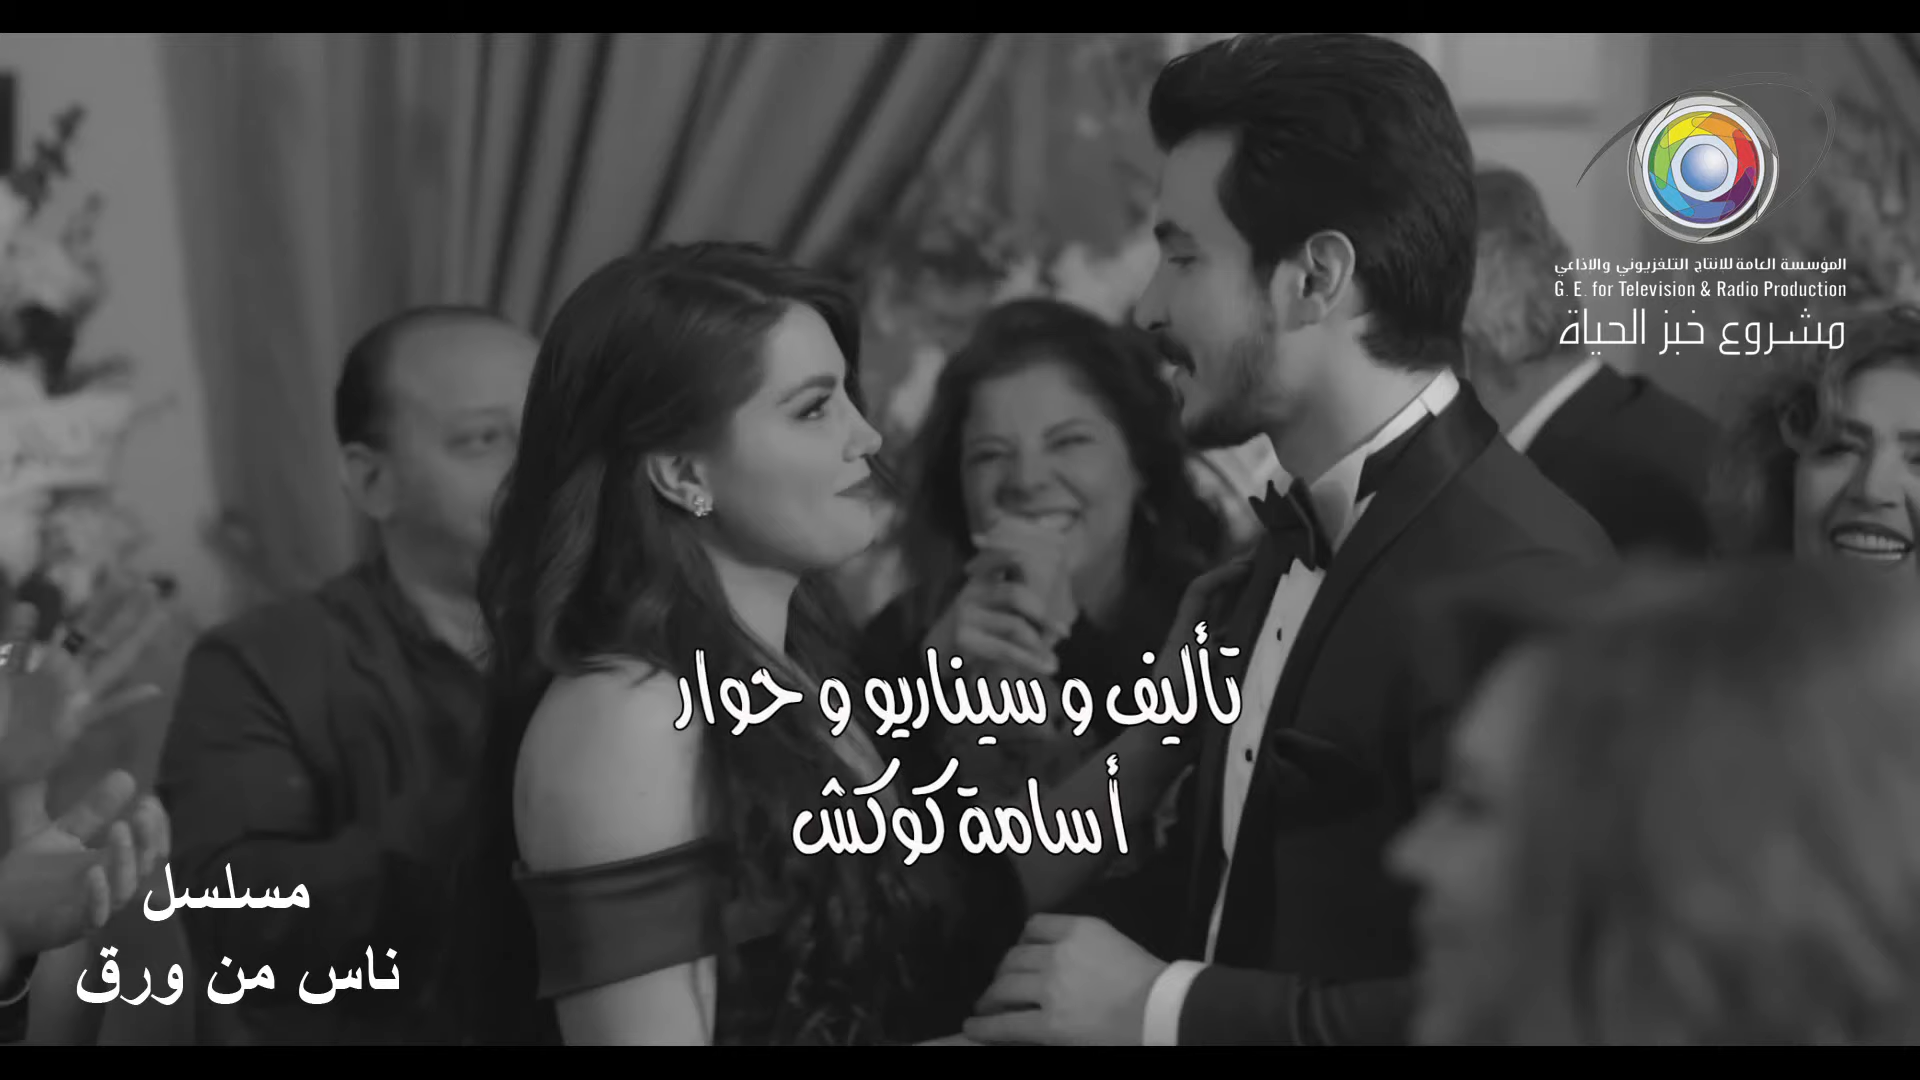 المؤسسة العامة للانتاج التلفزيوني والاذاعي
G. E. for Television & Radio Production
مشروع خبز الحياة
تأليف و سيناريو و حوار
أسامة كوكش
مسلسل
ناس من ورق